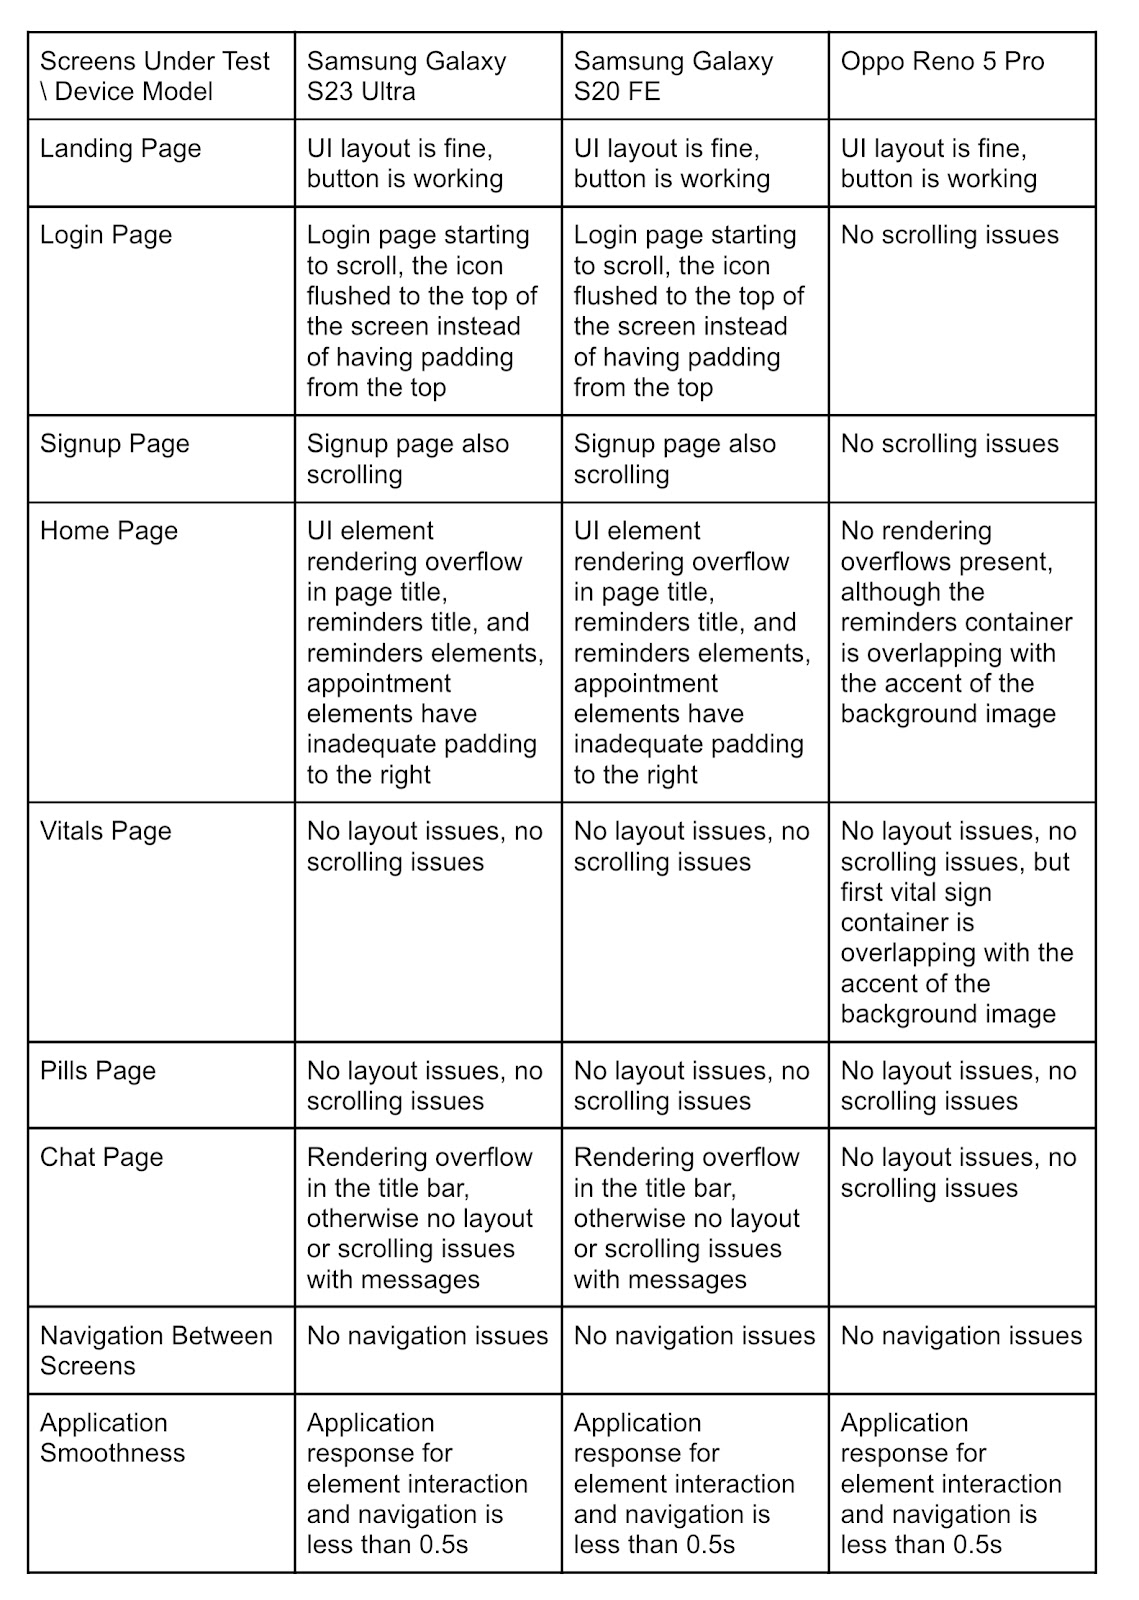 Screens Under Test
\ Device Model
Samsung Galaxy
S23 Ultra
Samsung Galaxy
S20 FE
Oppo Reno 5 Pro
Landing Page
UI layout is fine,
button is working
UI layout is fine,
button is working
UI layout is fine,
button is working
Login Page
Login page starting
to scroll, the icon
flushed to the top of
the screen instead
of having padding
from the top
Login page starting
to scroll, the icon
flushed to the top of
the screen instead
of having padding
from the top
No scrolling issues
Signup Page
Signup page also
scrolling
Signup page also
scrolling
No scrolling issues
Home Page
UI element
rendering overflow
in page title,
reminders title, and
reminders elements,
appointment
elements have
inadequate padding
to the right
UI element
rendering overflow
in page title,
reminders title, and
reminders elements,
appointment
elements have
inadequate padding
to the right
No rendering
overflows present,
although the
reminders container
is overlapping with
the accent of the
background image
Vitals Page
No layout issues, no
scrolling issues
No layout issues, no
scrolling issues
No layout issues, no
scrolling issues, but
first vital sign
container is
overlapping with the
accent of the
background image
Pills Page
No layout issues, no
scrolling issues
No layout issues, no
scrolling issues
No layout issues, no
scrolling issues
Chat Page
Rendering overflow
in the title bar,
otherwise no layout
or scrolling issues
with messages
Rendering overflow
in the title bar,
otherwise no layout
or scrolling issues
with messages
No layout issues, no
scrolling issues
Navigation Between
Screens
No navigation issues
No navigation issues
No navigation issues
Application
Smoothness
Application
response for
element interaction
and navigation is
less than 0.5s
Application
response for
element interaction
and navigation is
less than 0.5s
Application
response for
element interaction
and navigation is
less than 0.5s